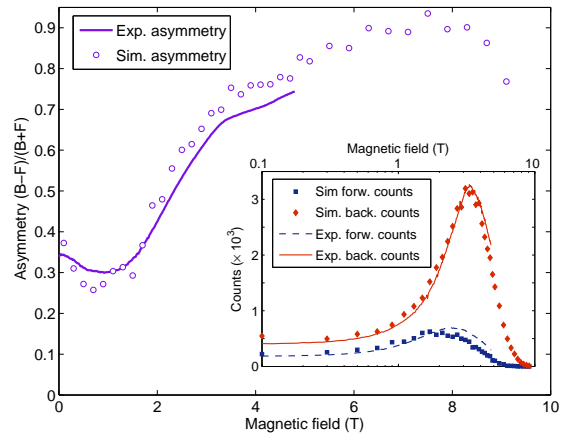 Exp. asymmetry
Sim. asymmetry
Asymmetry (B−F)/(B+F)
0.9
0.8
0.7
0.6
0.5
0.4
0.3
0.2
0.1
0
0 2 4 6 8 10
Magnetic field (T)
Magnetic field (T)
0.1 1 10
Sim forw. counts
Sim. back. counts
Exp. forw. counts
Exp. back. counts
Counts (× 10³)
3
2
1
0